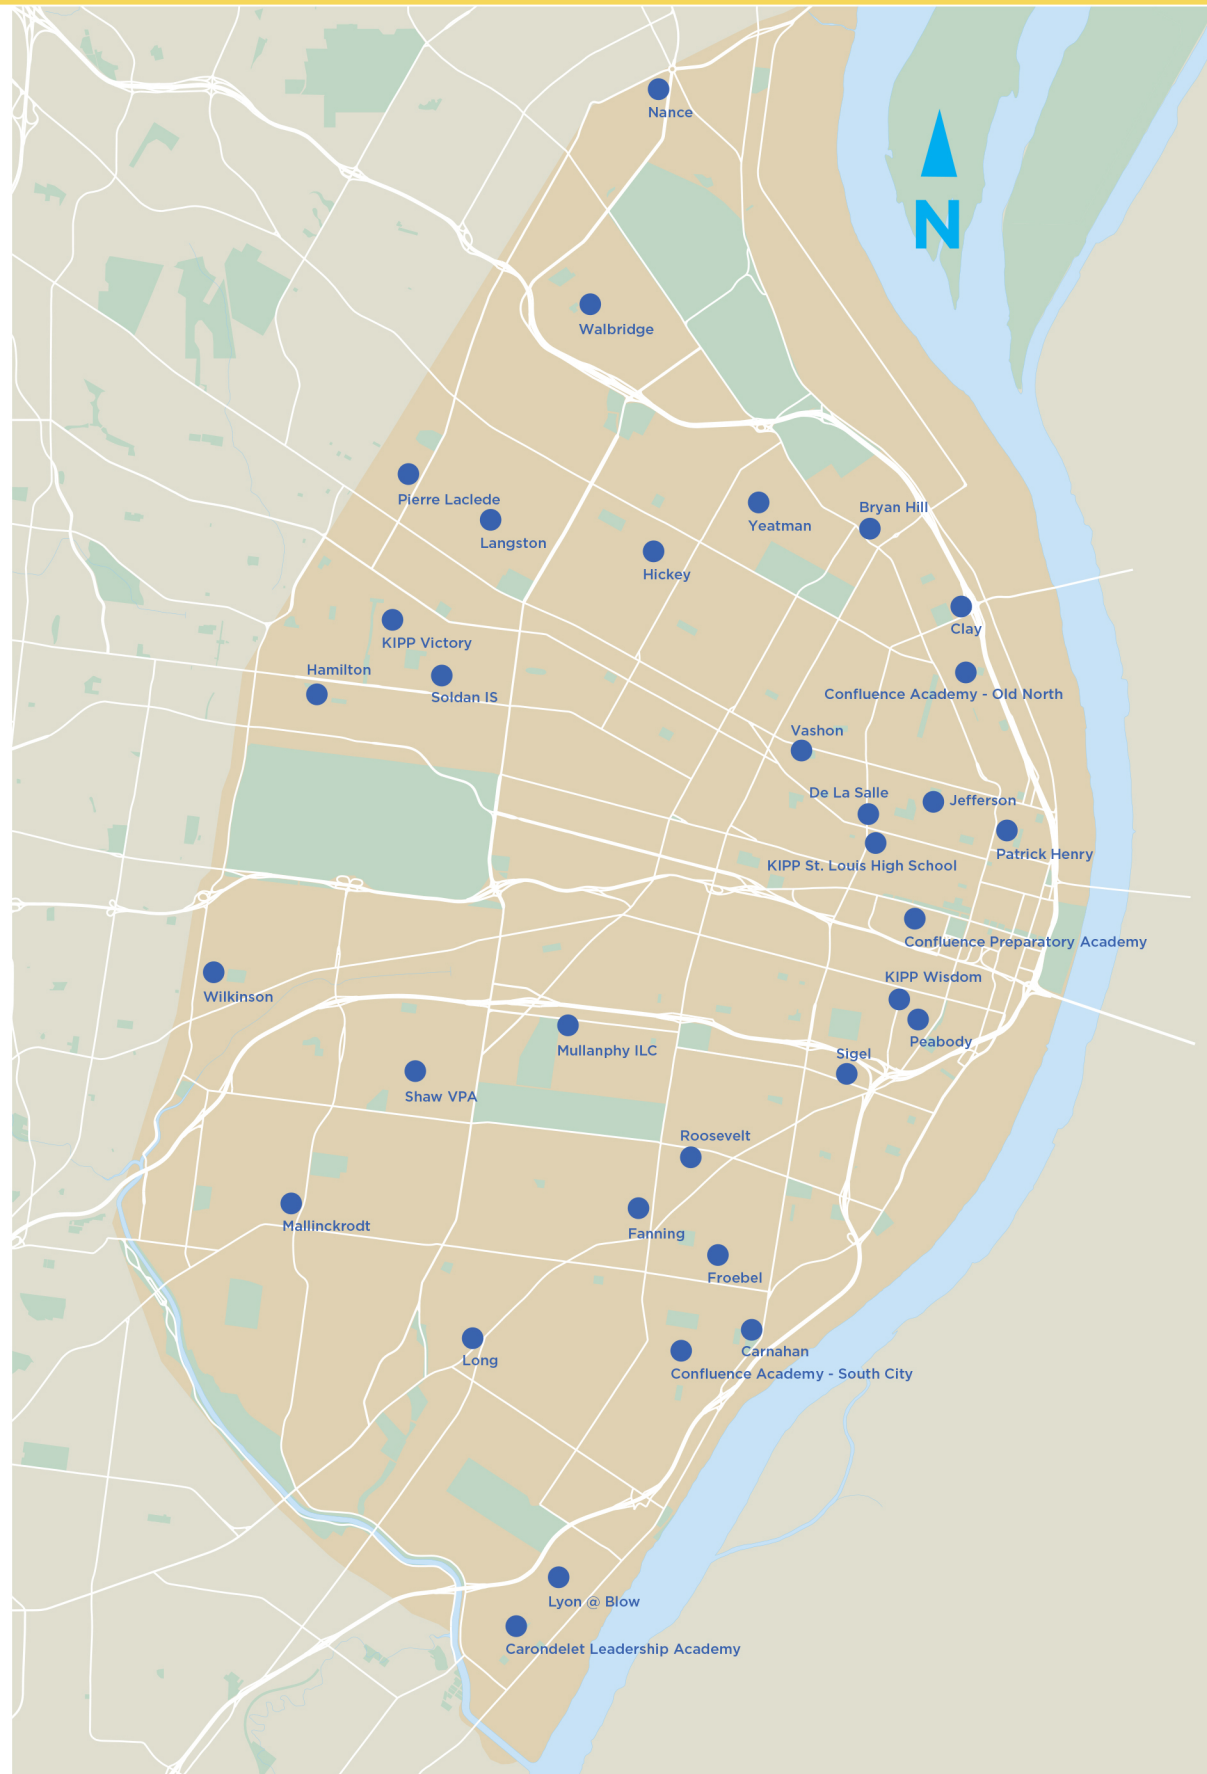 Nance
N
Walbridge
Pierre Laclede
Langston
Yeatman
Bryan Hill
Hickey
Clay
KIPP Victory
Hamilton
Soldan IS
Confluence Academy - Old North
Vashon
De La Salle
Jefferson
Patrick Henry
KIPP St. Louis High School
Confluence Preparatory Academy
KIPP Wisdom
Wilkinson
Peabody
Mullanphy ILC
Sigel
Shaw VPA
Roosevelt
Mallinckrodt
Fanning
Froebel
Carnahan
Long
Confluence Academy - South City
Lyon @ Blow
Carondelet Leadership Academy